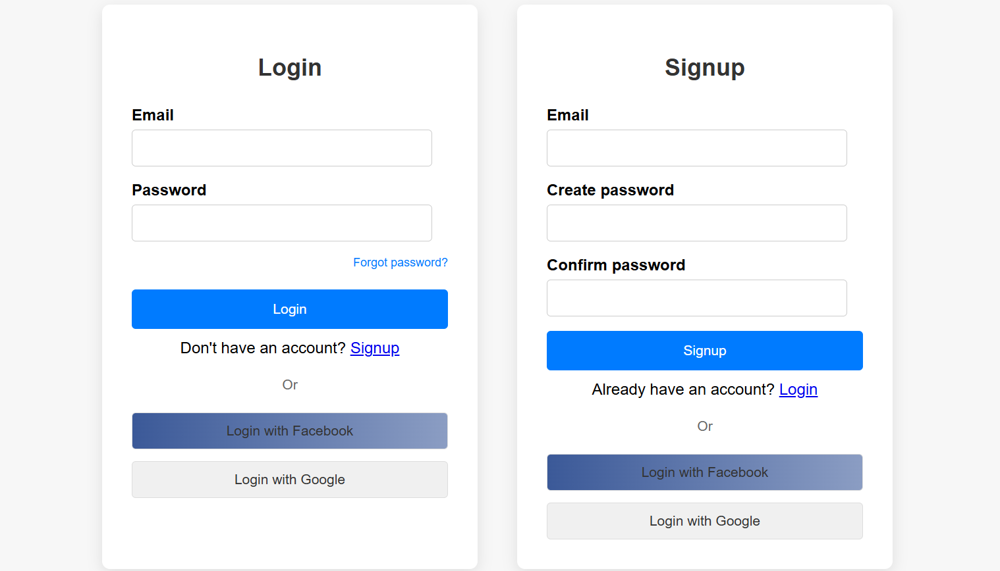 Login
Email
Password
Forgot password?
Login
Don't have an account? Signup
Or
Login with Facebook
Login with Google
Signup
Email
Create password
Confirm password
Signup
Already have an account? Login
Or
Login with Facebook
Login with Google